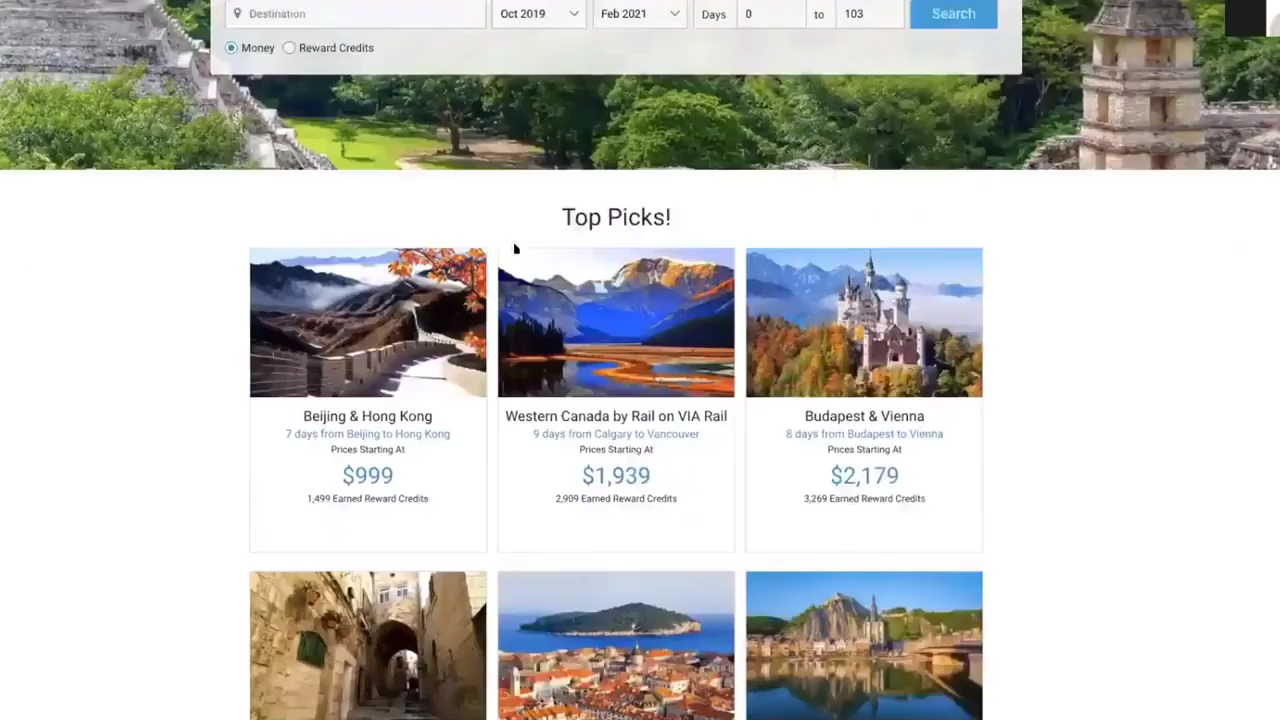 Destination
Oct 2019
Feb 2021
Days
0
to
103
Search
Money
Reward Credits
Top Picks!
Beijing & Hong Kong
7 days from Beijing to Hong Kong
Prices Starting At
$999
1,499 Earned Reward Credits
Western Canada by Rail on VIA Rail
9 days from Calgary to Vancouver
Prices Starting At
$1,939
2,909 Earned Reward Credits
Budapest & Vienna
8 days from Budapest to Vienna
Prices Starting At
$2,179
3,269 Earned Reward Credits